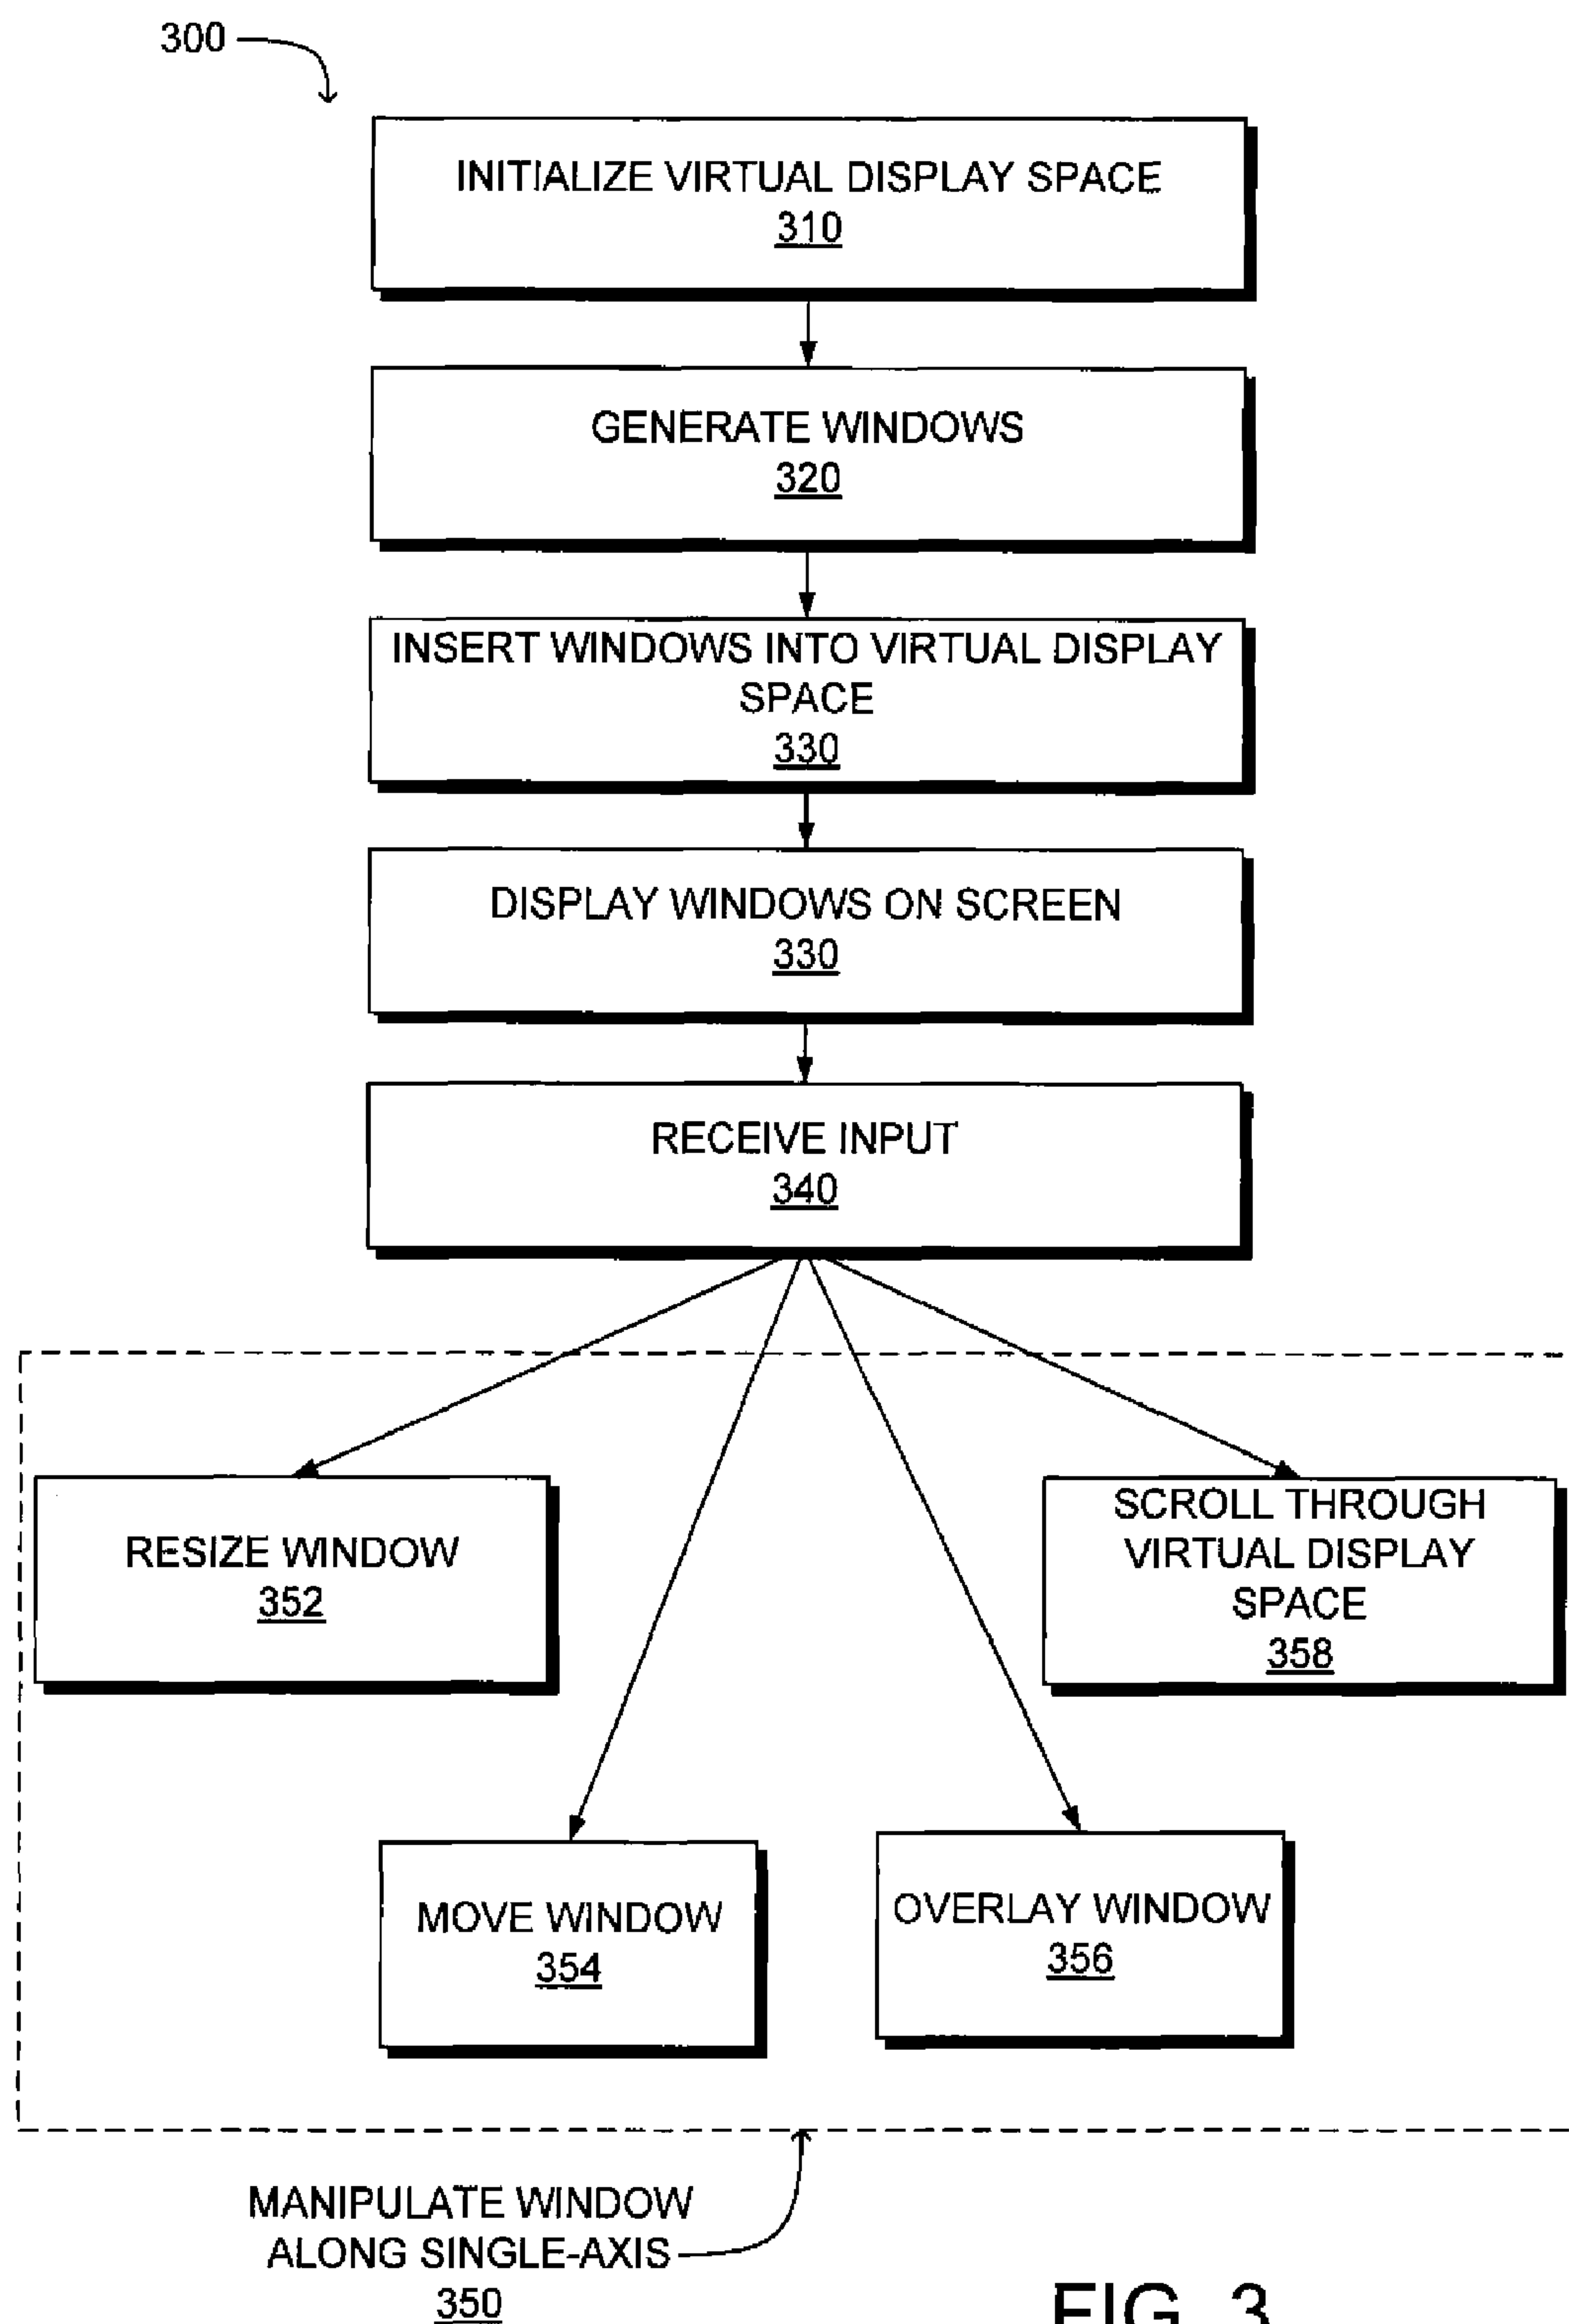 300
INITIALIZE VIRTUAL DISPLAY SPACE
310
GENERATE WINDOWS
320
INSERT WINDOWS INTO VIRTUAL DISPLAY
SPACE
330
DISPLAY WINDOWS ON SCREEN
330
RECEIVE INPUT
340
RESIZE WINDOW
352
SCROLL THROUGH
VIRTUAL DISPLAY
SPACE
358
MOVE WINDOW
354
OVERLAY WINDOW
356
MANIPULATE WINDOW
ALONG SINGLE-AXIS
350
FIG. 3